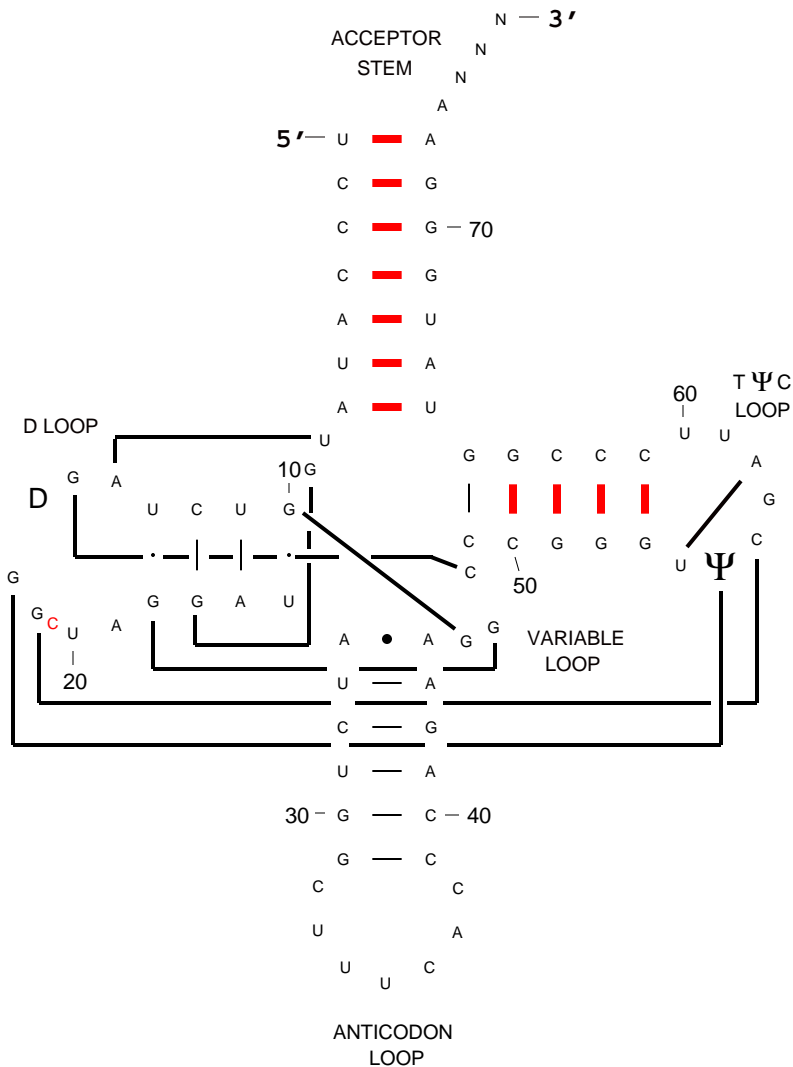 N — 3'
ACCEPTOR N
STEM N
A
5' — U A
C G
C G — 70
C G
A U
U A T Ψ C
60 LOOP
A U
D LOOP U U U
G G C C C
10 G A
G A
D U C U G G
C C G G G C
U Ψ
C 50
G
G C U A G G A U
A A G G VARIABLE
20 LOOP
U A
C G
U A
30 — G C — 40
G C
C C
U A
U C
U
ANTICODON
LOOP